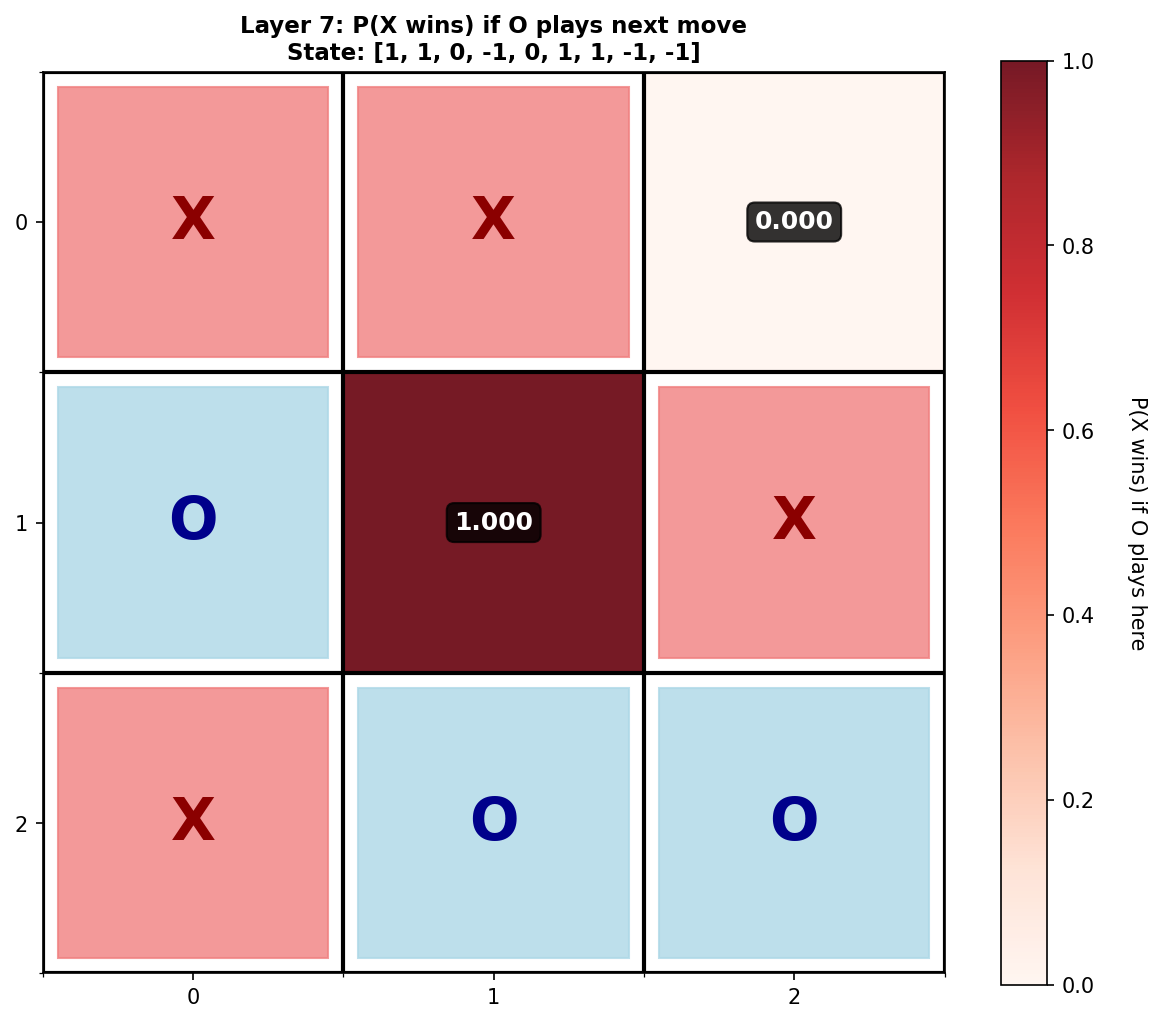 Layer 7: P(X wins) if O plays next move
State: [1, 1, 0, -1, 0, 1, 1, -1, -1]
0
X
X
0.000
1
O
1.000
X
2
X
O
O
0
1
2
1.0
0.8
0.6
0.4
0.2
0.0
P(X wins) if O plays here